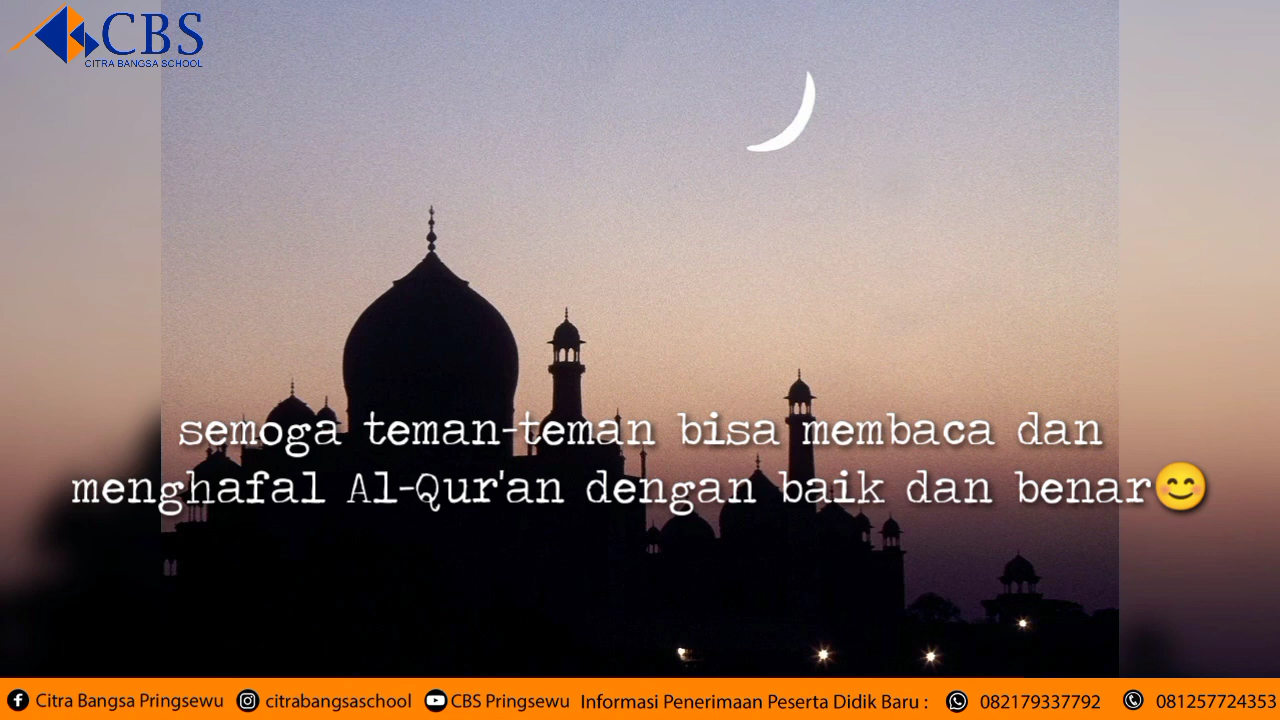 CBS
CITRA BANGSA SCHOOL
semoga teman-teman bisa membaca dan
menghafal Al-Qur'an dengan baik dan benar😊
Citra Bangsa Pringsewu citrabangsaschool CBS Pringsewu Informasi Penerimaan Peserta Didik Baru : 082179337792 081257724353